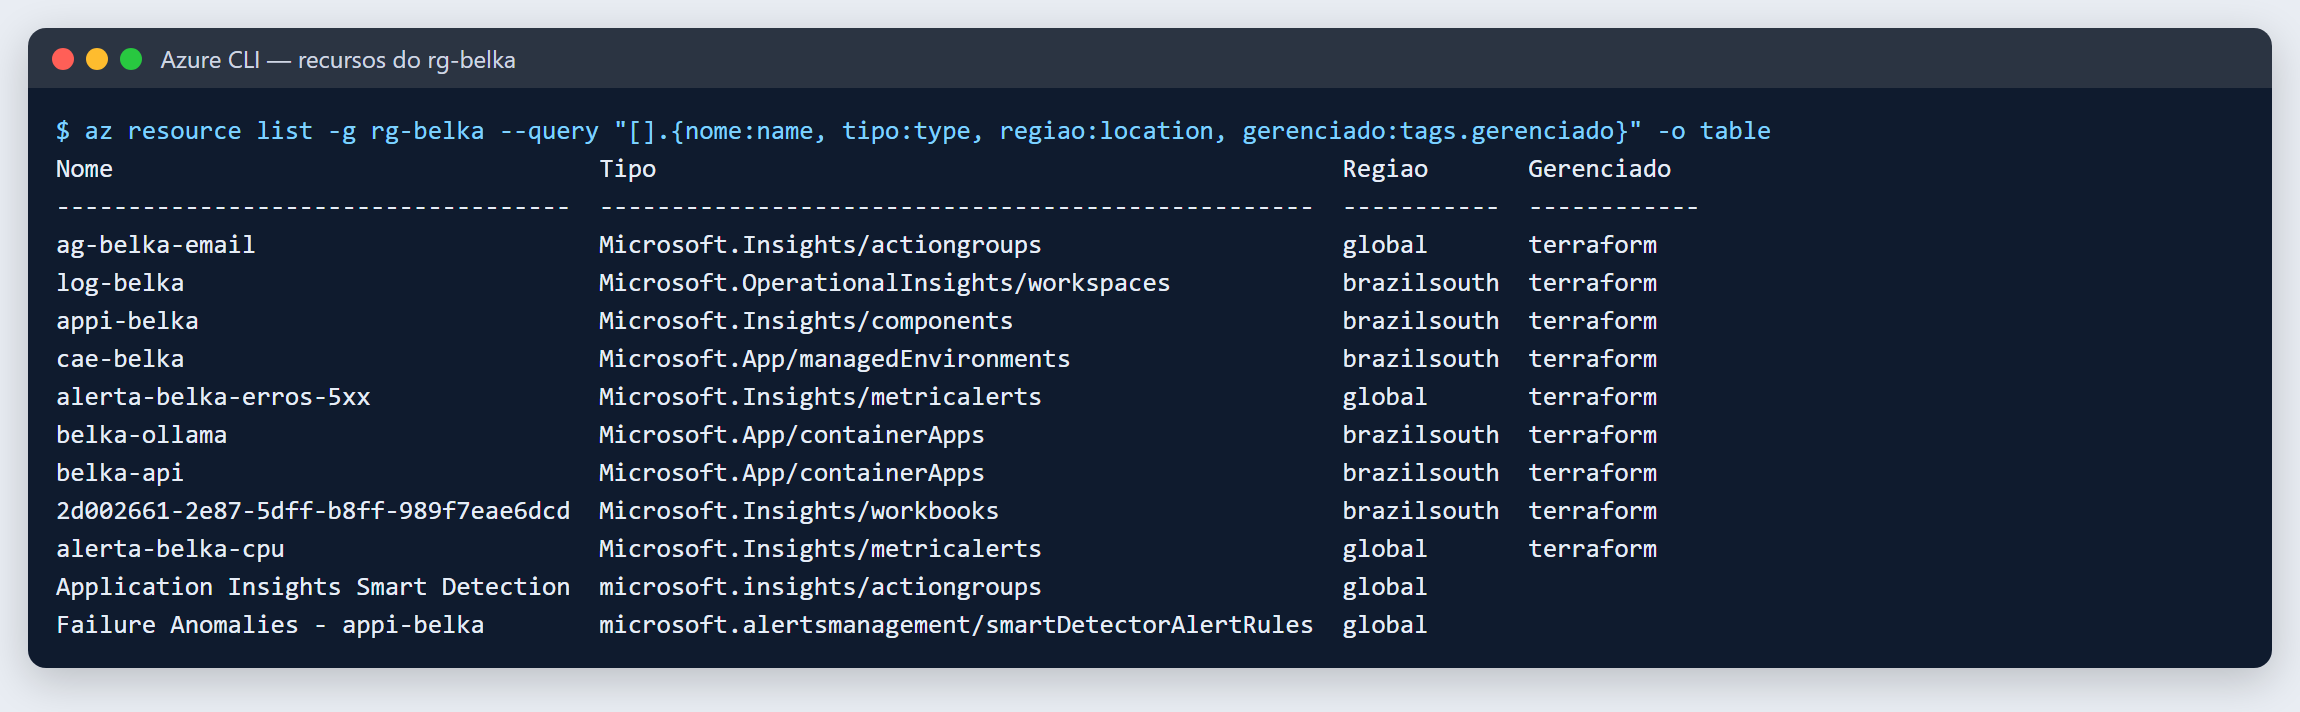 Azure CLI — recursos do rg-belka
$ az resource list -g rg-belka --query "[].{nome:name, tipo:type, regiao:location, gerenciado:tags.gerenciado}" -o table
Nome                                  Tipo                                                Regiao       Gerenciado
------------------------------------  --------------------------------------------------  -----------  ------------
ag-belka-email                        Microsoft.Insights/actiongroups                     global       terraform
log-belka                             Microsoft.OperationalInsights/workspaces            brazilsouth  terraform
appi-belka                            Microsoft.Insights/components                       brazilsouth  terraform
cae-belka                             Microsoft.App/managedEnvironments                   brazilsouth  terraform
alerta-belka-erros-5xx                Microsoft.Insights/metricalerts                     global       terraform
belka-ollama                          Microsoft.App/containerApps                         brazilsouth  terraform
belka-api                             Microsoft.App/containerApps                         brazilsouth  terraform
2d002661-2e87-5dff-b8ff-989f7eae6dcd  Microsoft.Insights/workbooks                        brazilsouth  terraform
alerta-belka-cpu                      Microsoft.Insights/metricalerts                     global       terraform
Application Insights Smart Detection  microsoft.insights/actiongroups                     global
Failure Anomalies - appi-belka        microsoft.alertsmanagement/smartDetectorAlertRules  global